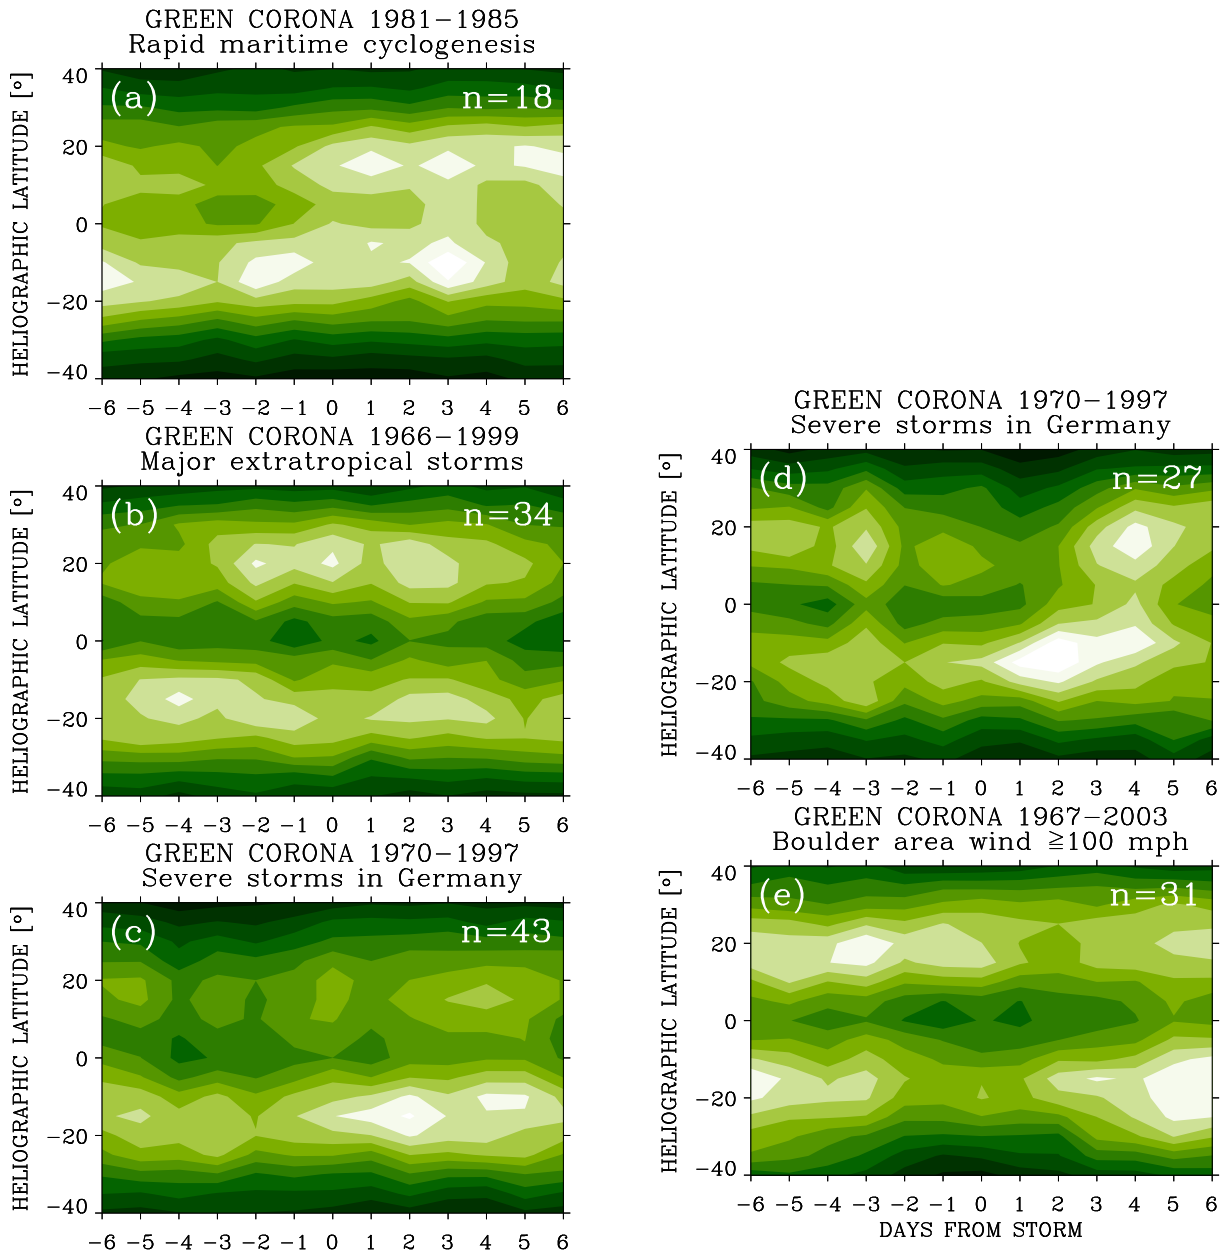 GREEN CORONA 1981−1985
Rapid maritime cyclogenesis
(a) n=18
HELIOGRAPHIC LATITUDE [°]
40
20
0
−20
−40
−6 −5 −4 −3 −2 −1 0 1 2 3 4 5 6
GREEN CORONA 1966−1999
Major extratropical storms
(b) n=34
HELIOGRAPHIC LATITUDE [°]
40
20
0
−20
−40
−6 −5 −4 −3 −2 −1 0 1 2 3 4 5 6
GREEN CORONA 1970−1997
Severe storms in Germany
(c) n=43
HELIOGRAPHIC LATITUDE [°]
40
20
0
−20
−40
−6 −5 −4 −3 −2 −1 0 1 2 3 4 5 6
GREEN CORONA 1970−1997
Severe storms in Germany
(d) n=27
HELIOGRAPHIC LATITUDE [°]
40
20
0
−20
−40
−6 −5 −4 −3 −2 −1 0 1 2 3 4 5 6
GREEN CORONA 1967−2003
Boulder area wind ≧100 mph
(e) n=31
HELIOGRAPHIC LATITUDE [°]
40
20
0
−20
−40
−6 −5 −4 −3 −2 −1 0 1 2 3 4 5 6
DAYS FROM STORM